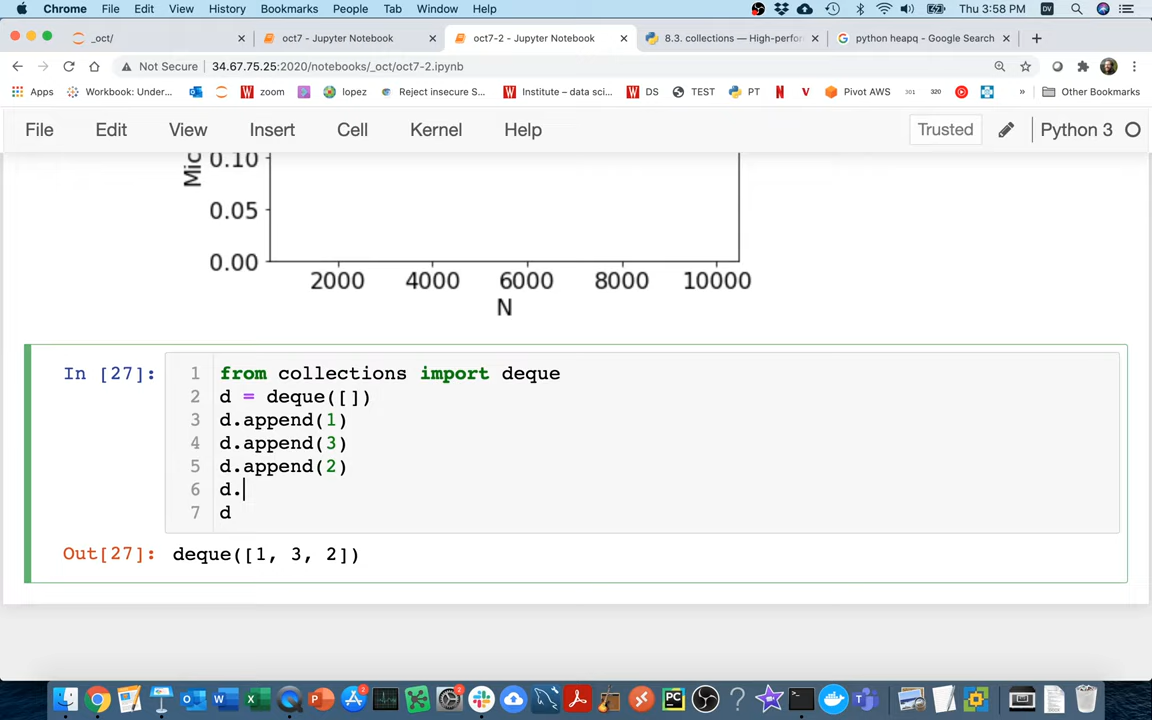 Chrome File Edit View History Bookmarks People Tab Window Help Thu 3:58 PM DV
_oct/ oct7 - Jupyter Notebook oct7-2 - Jupyter Notebook 8.3. collections — High-perfor python heapq - Google Search
Not Secure 34.67.75.25:2020/notebooks/_oct/oct7-2.ipynb
Apps Workbook: Under... zoom lopez Reject insecure S... Institute – data sci... DS TEST PT Pivot AWS 301 320 » Other Bookmarks
File Edit View Insert Cell Kernel Help Trusted Python 3
Mic
0.10
0.05
0.00
2000 4000 6000 8000 10000
N
In [27]:
1 from collections import deque
2 d = deque([])
3 d.append(1)
4 d.append(3)
5 d.append(2)
6 d.
7 d
Out[27]: deque([1, 3, 2])